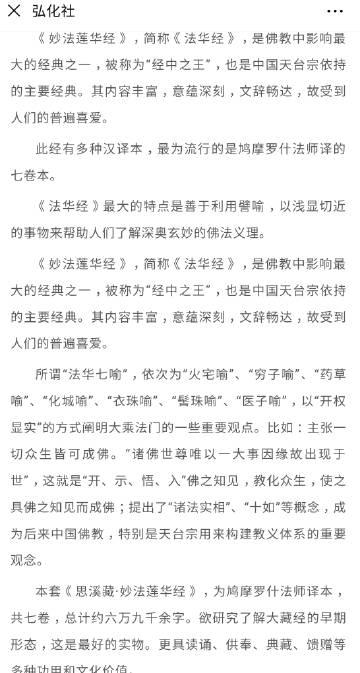 弘化社
《妙法莲华经》,简称《法华经》,是佛教中影响最
大的经典之一,被称为“经中之王”,也是中国天台宗依持
的主要经典。其内容丰富,意蕴深刻,文辞畅达,故受到
人们的普遍喜爱。
此经有多种汉译本,最为流行的是鸠摩罗什法师译的
七卷本。
《法华经》最大的特点是善于利用譬喻,以浅显切近
的事物来帮助人们了解深奥玄妙的佛法义理。
《妙法莲华经》,简称《法华经》,是佛教中影响最
大的经典之一,被称为“经中之王”,也是中国天台宗依持
的主要经典。其内容丰富,意蕴深刻,文辞畅达,故受到
人们的普遍喜爱。
所谓“法华七喻”,依次为“火宅喻”、“穷子喻”、“药草
喻”、“化城喻”、“衣珠喻”、“髻珠喻”、“医子喻”,以“开权
显实”的方式阐明大乘法门的一些重要观点。比如:主张一
切众生皆可成佛。“诸佛世尊唯以一大事因缘故出现于
世”,这就是“开、示、悟、入”佛之知见,教化众生,使之
具佛之知见而成佛;提出了“诸法实相”、“十如”等概念,成
为后来中国佛教,特别是天台宗用来构建教义体系的重要
观念。
本套《思溪藏·妙法莲华经》,为鸠摩罗什法师译本,
共七卷,总计约六万九千余字。欲研究了解大藏经的早期
形态,这是最好的实物。更具读诵、供奉、典藏、馈赠等
多种功用和文化价值。